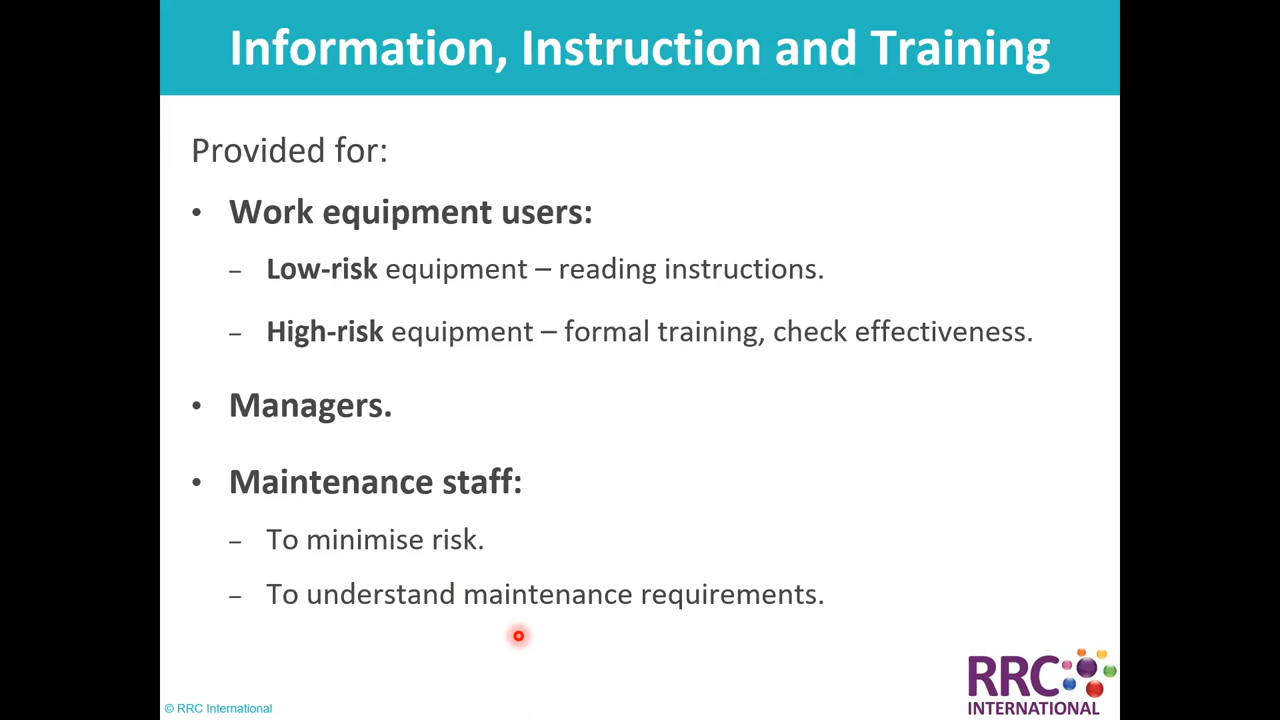 Information, Instruction and Training
Provided for:
• Work equipment users:
– Low-risk equipment – reading instructions.
– High-risk equipment – formal training, check effectiveness.
• Managers.
• Maintenance staff:
– To minimise risk.
– To understand maintenance requirements.
© RRC International
RRC
INTERNATIONAL